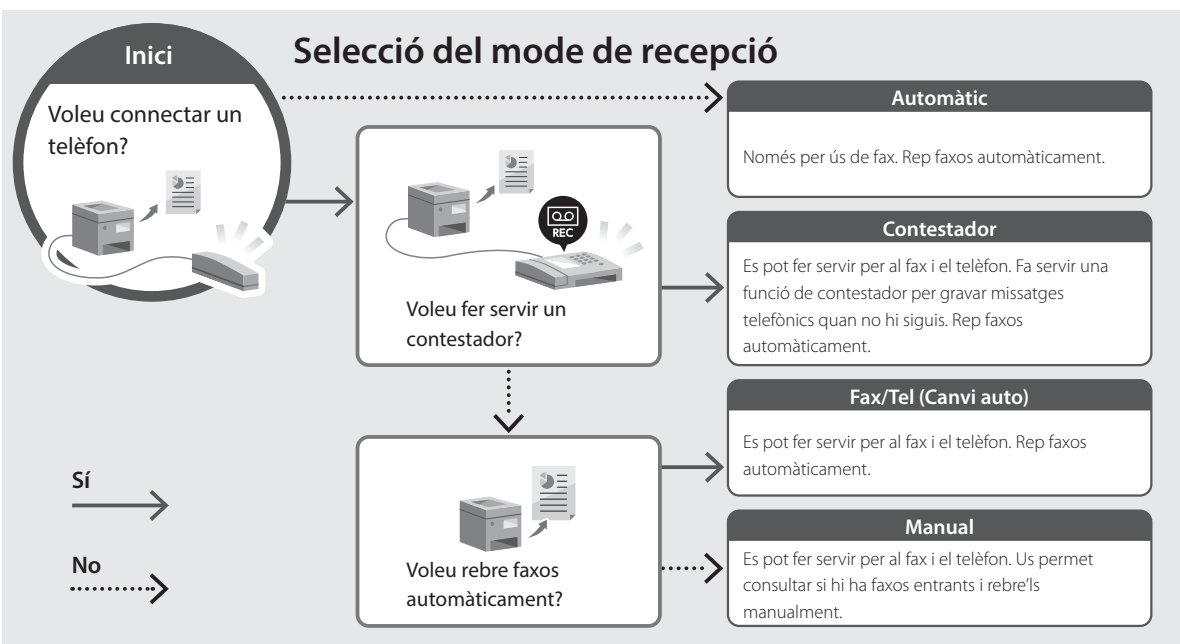 Selecció del mode de recepció
Inici
Voleu connectar un
telèfon?
Automàtic
Només per ús de fax. Rep faxos automàticament.
REC
Voleu fer servir un
contestador?
Contestador
Es pot fer servir per al fax i el telèfon. Fa servir una
funció de contestador per gravar missatges
telefònics quan no hi siguis. Rep faxos
automàticament.
Fax/Tel (Canvi auto)
Es pot fer servir per al fax i el telèfon. Rep faxos
automàticament.
Voleu rebre faxos
automàticament?
Manual
Es pot fer servir per al fax i el telèfon. Us permet
consultar si hi ha faxos entrants i rebre’ls
manualment.
Sí
No